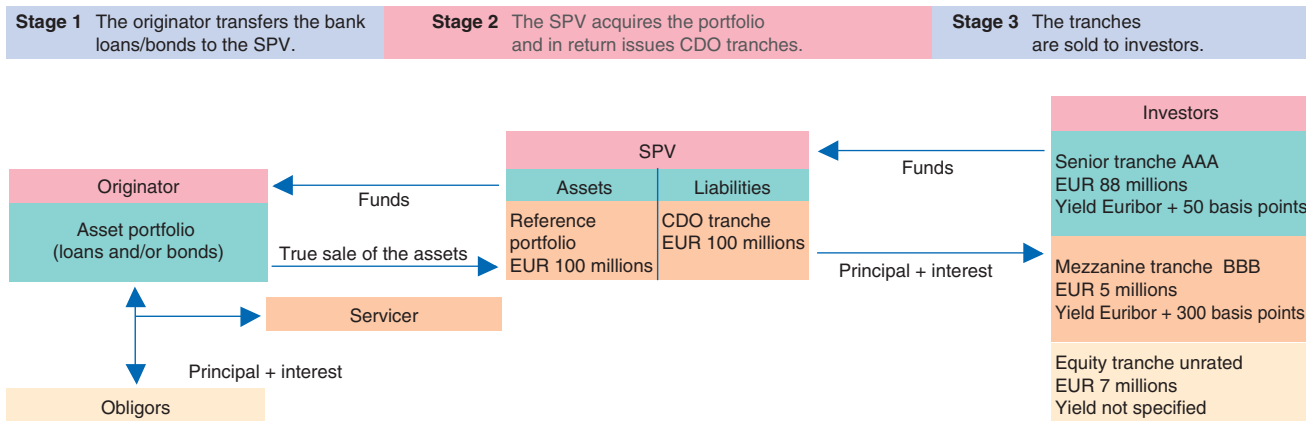 Stage 1 The originator transfers the bank
loans/bonds to the SPV.
Stage 2 The SPV acquires the portfolio
and in return issues CDO tranches.
Stage 3 The tranches
are sold to investors.
Originator
Asset portfolio
(loans and/or bonds)
Funds
True sale of the assets
Servicer
Principal + interest
Obligors
SPV
Assets
Liabilities
Reference
portfolio
EUR 100 millions
CDO tranche
EUR 100 millions
Funds
Principal + interest
Investors
Senior tranche AAA
EUR 88 millions
Yield Euribor + 50 basis points
Mezzanine tranche BBB
EUR 5 millions
Yield Euribor + 300 basis points
Equity tranche unrated
EUR 7 millions
Yield not specified